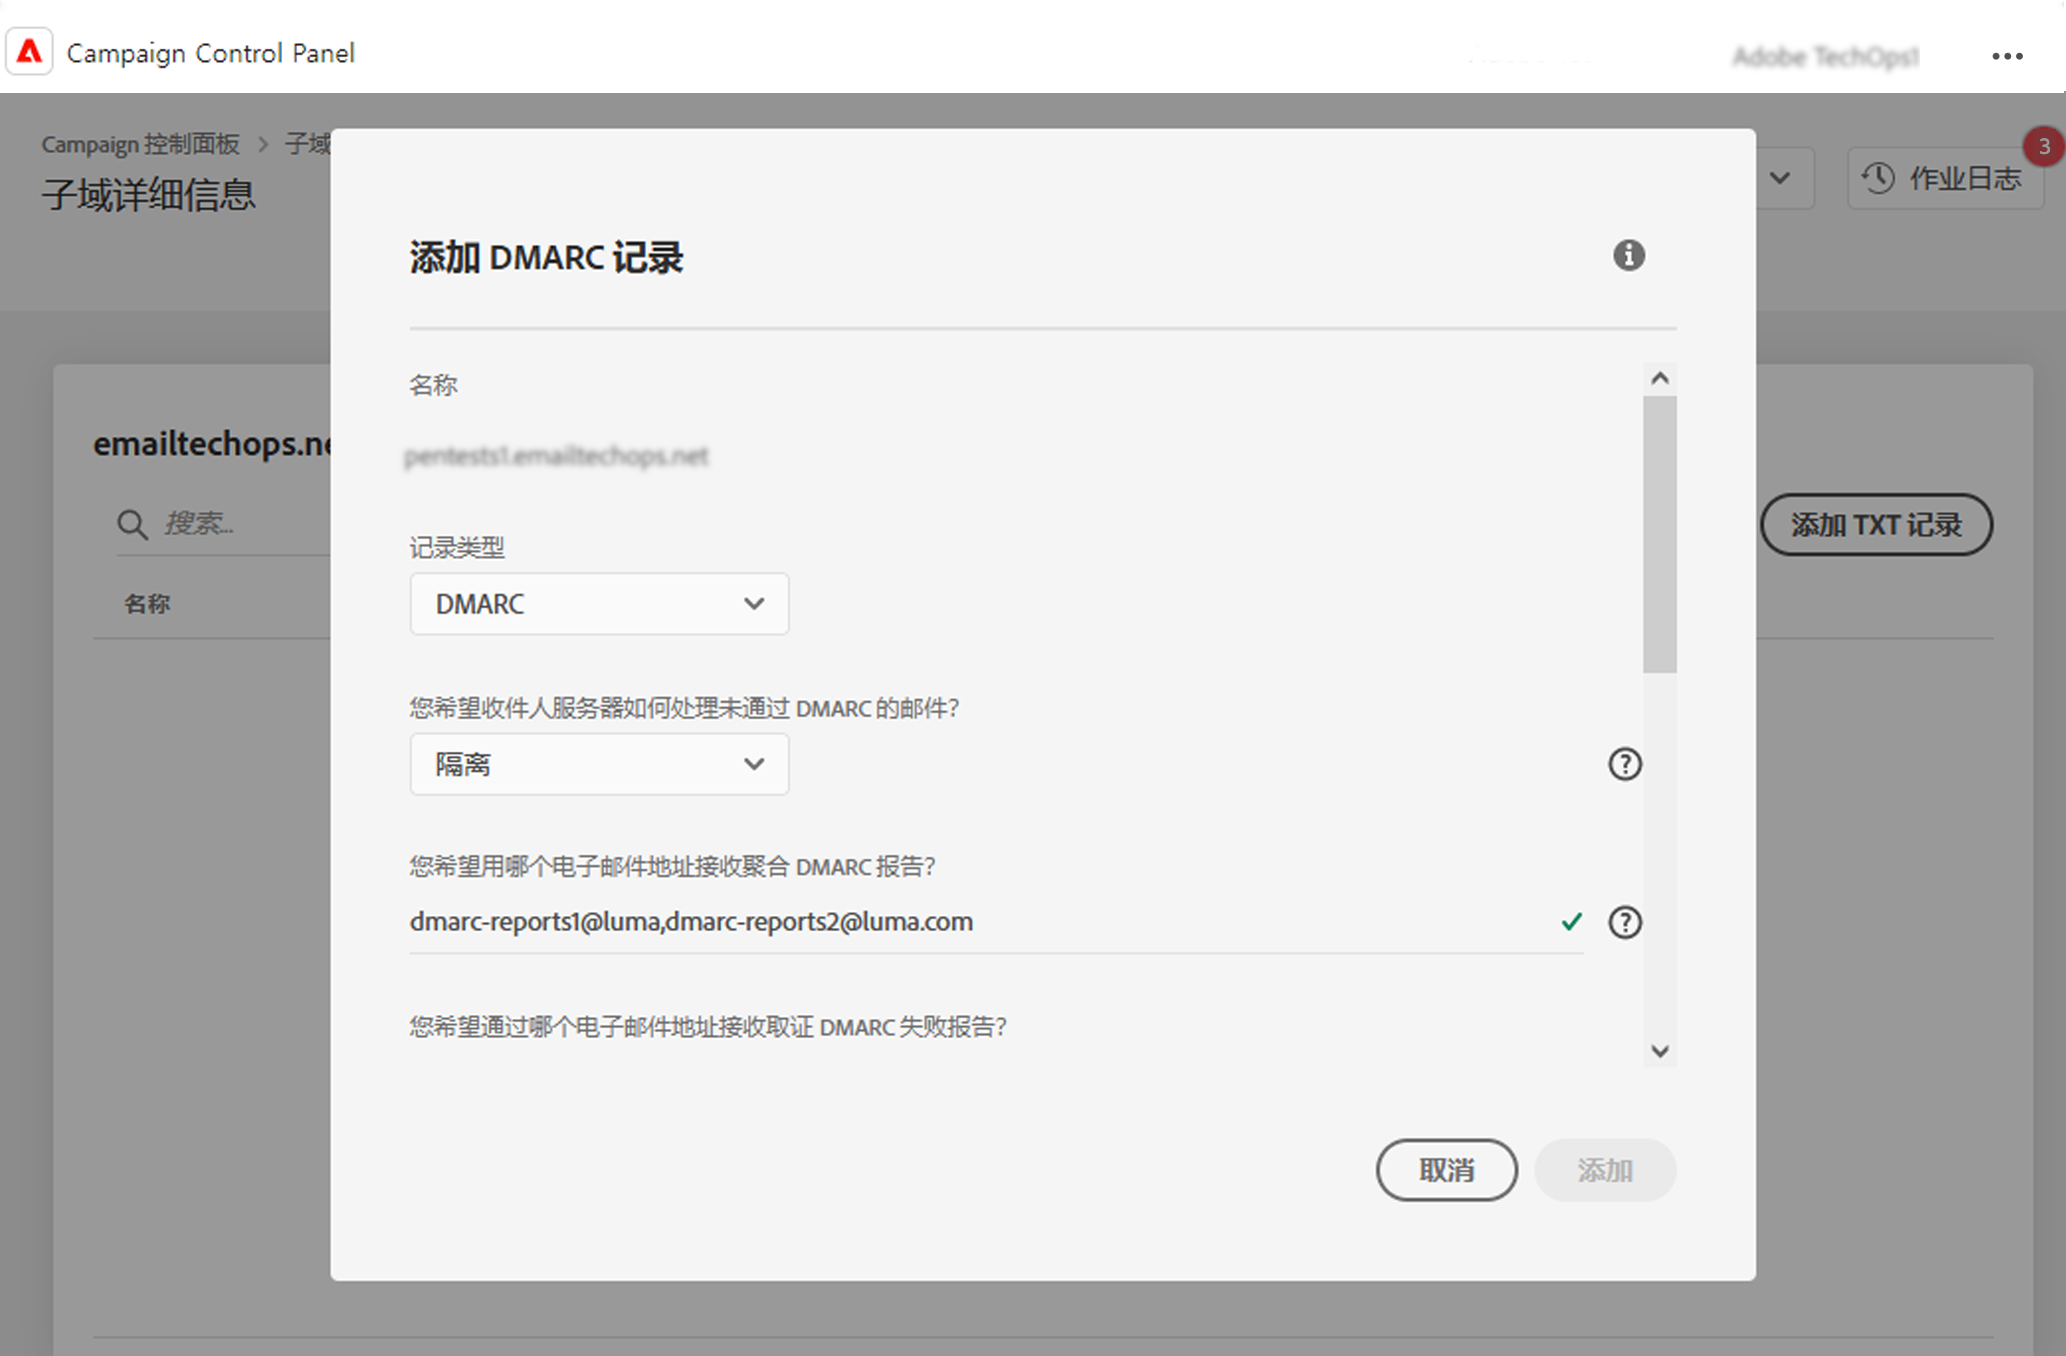 Campaign Control Panel
Adobe TechOps1
Campaign 控制面板 > 子域
子域详细信息
作业日志
3
emailtechops.ne
搜索...
添加 TXT 记录
名称
添加 DMARC 记录
名称
pentests1.emailtechops.net
记录类型
DMARC
您希望收件人服务器如何处理未通过 DMARC 的邮件?
隔离
您希望用哪个电子邮件地址接收聚合 DMARC 报告?
dmarc-reports1@luma,dmarc-reports2@luma.com
您希望通过哪个电子邮件地址接收取证 DMARC 失败报告?
取消
添加